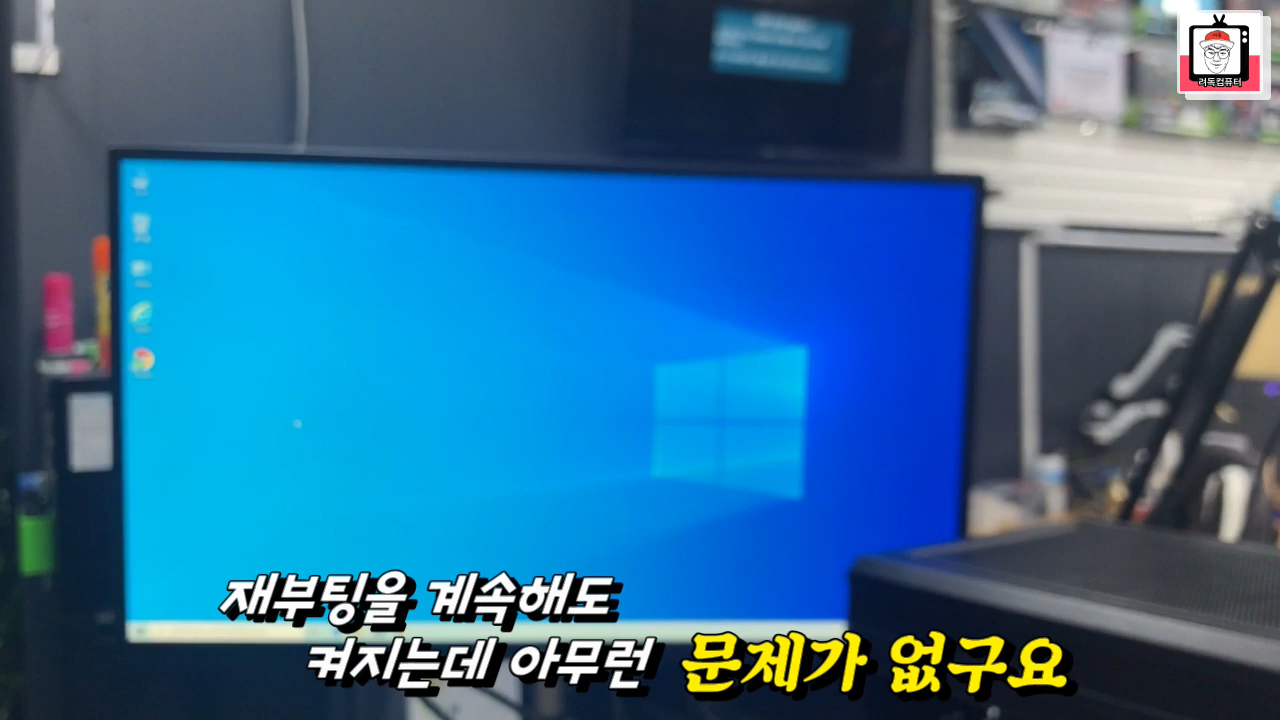 려독컴퓨터
재부팅을 계속해도
켜지는데 아무런 문제가 없구요